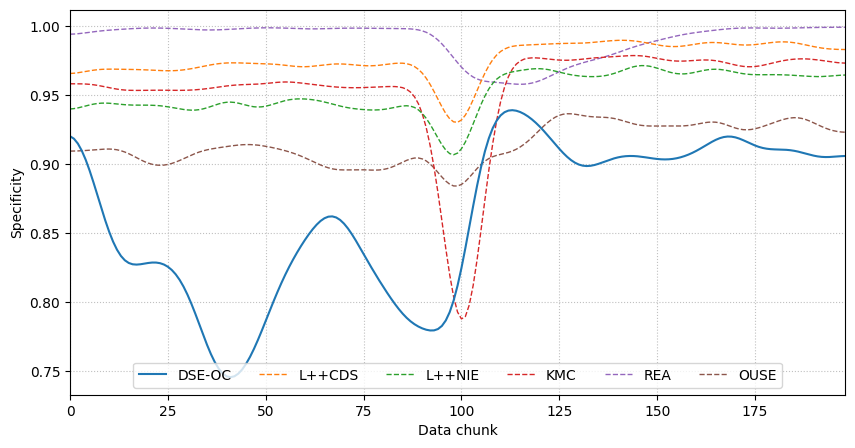 1.00
0.95
0.90
0.85
0.80
0.75
Specificity
DSE-OC L++CDS L++NIE KMC REA OUSE
0 25 50 75 100 125 150 175
Data chunk